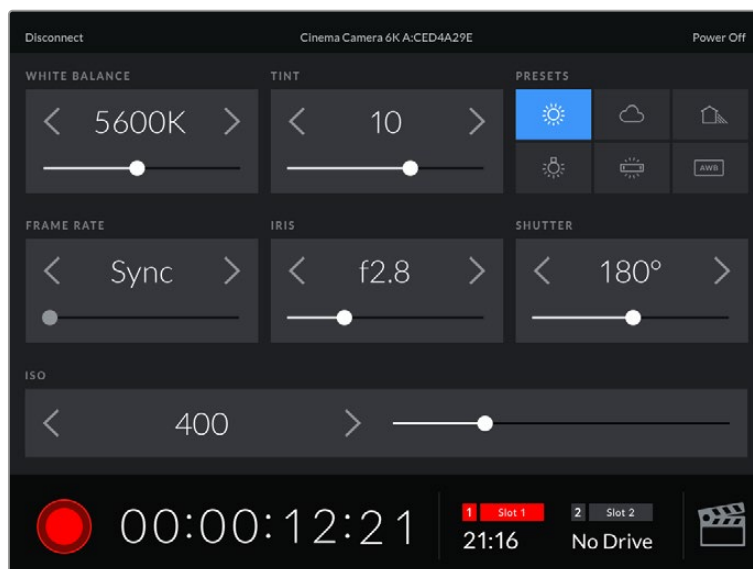 Disconnect Cinema Camera 6K A:CED4A29E Power Off
WHITE BALANCE TINT PRESETS
5600K 10
AWB
FRAME RATE IRIS SHUTTER
Sync f2.8 180°
ISO
400
00:00:12:21 1 Slot 1 2 Slot 2
21:16 No Drive